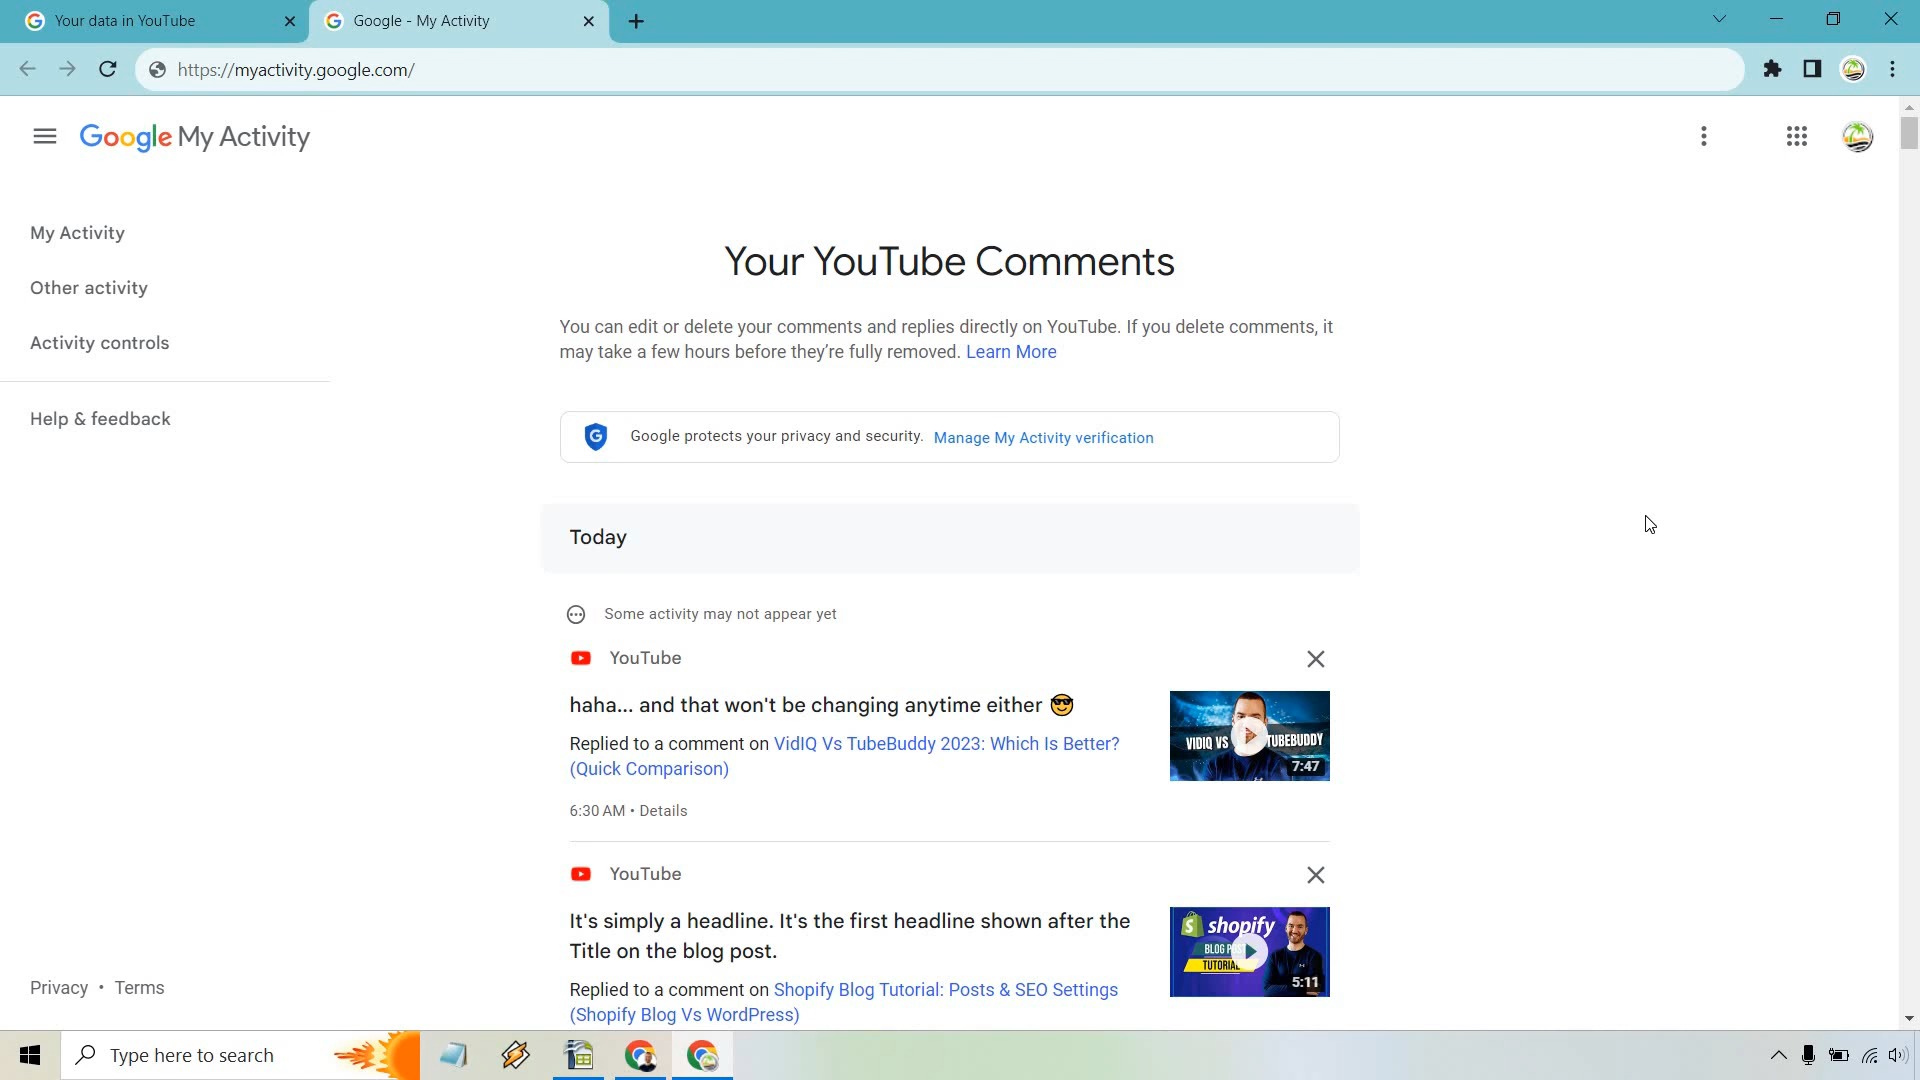 Your data in YouTube
Google - My Activity
https://myactivity.google.com/
Google My Activity
My Activity
Other activity
Activity controls
Help & feedback
Your YouTube Comments
You can edit or delete your comments and replies directly on YouTube. If you delete comments, it
may take a few hours before they’re fully removed. Learn More
Google protects your privacy and security. Manage My Activity verification
Today
Some activity may not appear yet
YouTube
haha... and that won't be changing anytime either 😎
Replied to a comment on VidIQ Vs TubeBuddy 2023: Which Is Better?
(Quick Comparison)
6:30 AM • Details
VIDIQ VS TUBEBUDDY
7:47
YouTube
It's simply a headline. It's the first headline shown after the
Title on the blog post.
Replied to a comment on Shopify Blog Tutorial: Posts & SEO Settings
(Shopify Blog Vs WordPress)
shopify
BLOG POST
TUTORIAL
5:11
Privacy • Terms
Type here to search